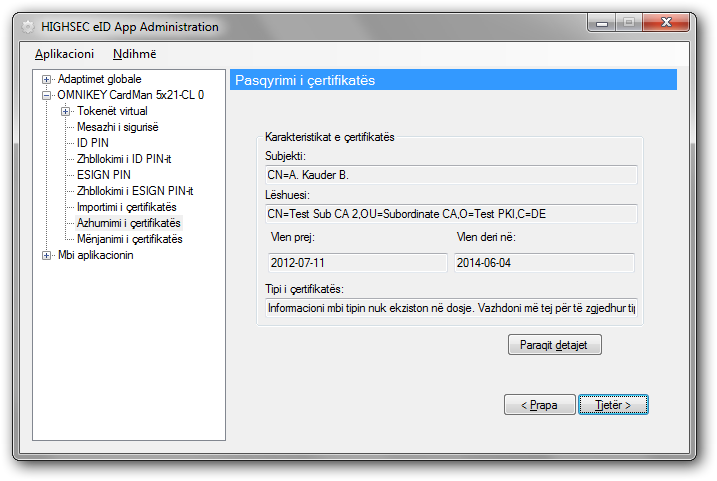 HIGHSEC eID App Administration
Aplikacioni Ndihmë
Adaptimet globale
OMNIKEY CardMan 5x21-CL 0
Tokenët virtual
Mesazhi i sigurisë
ID PIN
Zhbllokimi i ID PIN-it
ESIGN PIN
Zhbllokimi i ESIGN PIN-it
Importimi i çertifikatës
Azhurnimi i çertifikatës
Mënjanimi i çertifikatës
Mbi aplikacionin
Pasqyrimi i çertifikatës
Karakteristikat e çertifikatës
Subjekti:
CN=A. Kauder B.
Lëshuesi:
CN=Test Sub CA 2,OU=Subordinate CA,O=Test PKI,C=DE
Vlen prej: Vlen deri në:
2012-07-11 2014-06-04
Tipi i çertifikatës:
Informacioni mbi tipin nuk ekziston në dosje. Vazhdoni më tej për të zgjedhur tip
Paraqit detajet
< Prapa Tjetër >